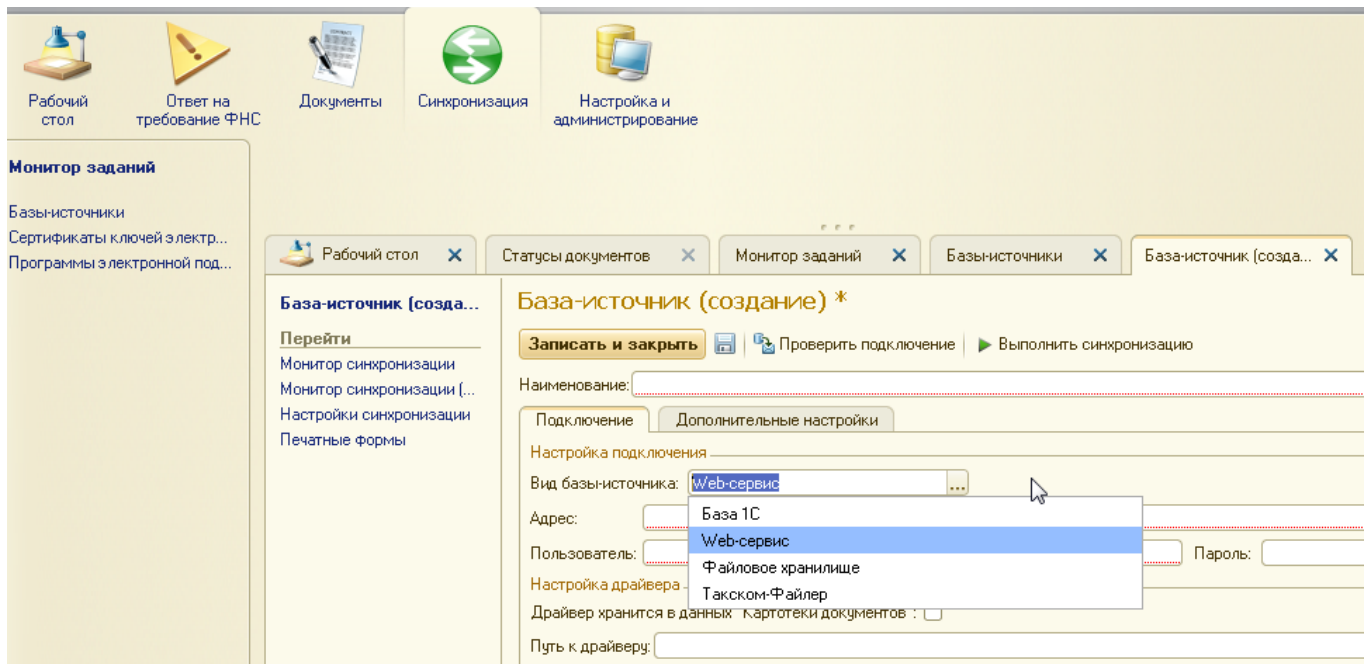 Рабочий стол
Ответ на требование ФНС
Документы
Синхронизация
Настройка и администрирование
Монитор заданий
Базы-источники
Сертификаты ключей электр...
Программы электронной под...
Рабочий стол
Статусы документов
Монитор заданий
Базы-источники
База-источник (созда...
База-источник (созда...
Перейти
Монитор синхронизации
Монитор синхронизации (...
Настройки синхронизации
Печатные формы
База-источник (создание) *
Записать и закрыть
Проверить подключение
Выполнить синхронизацию
Наименование:
Подключение
Дополнительные настройки
Настройка подключения
Вид базы-источника: Web-сервис ...
База 1С
Web-сервис
Файловое хранилище
Такском-Файлер
Адрес:
Пользователь:
Пароль:
Настройка драйвера
Драйвер хранится в данных "Картотеки документов":
Путь к драйверу: